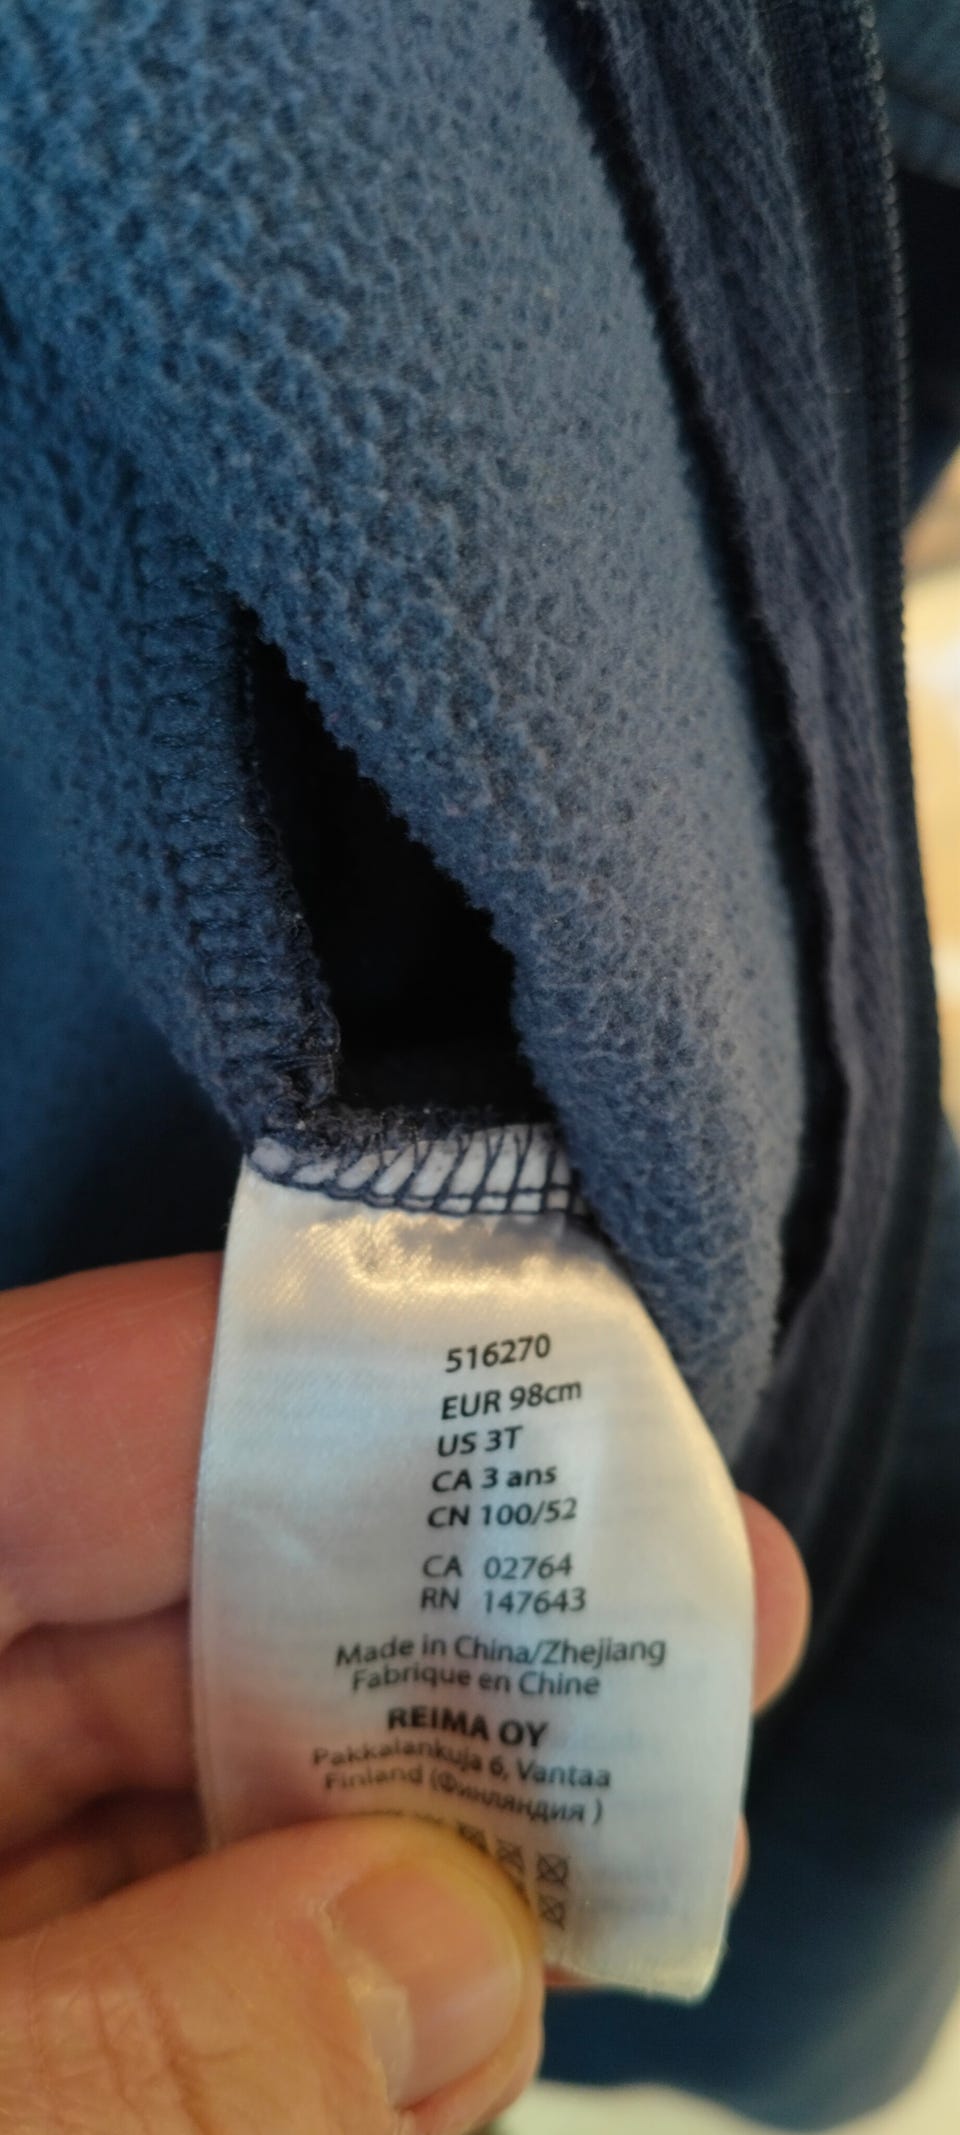 516270
EUR 98cm
US 3T
CA 3 ans
CN 100/52
CA 02764
RN 147643
Made in China/Zhejiang
Fabrique en Chine
REIMA OY
Pakkalankuja 6, Vantaa
Finland (Финляндия )